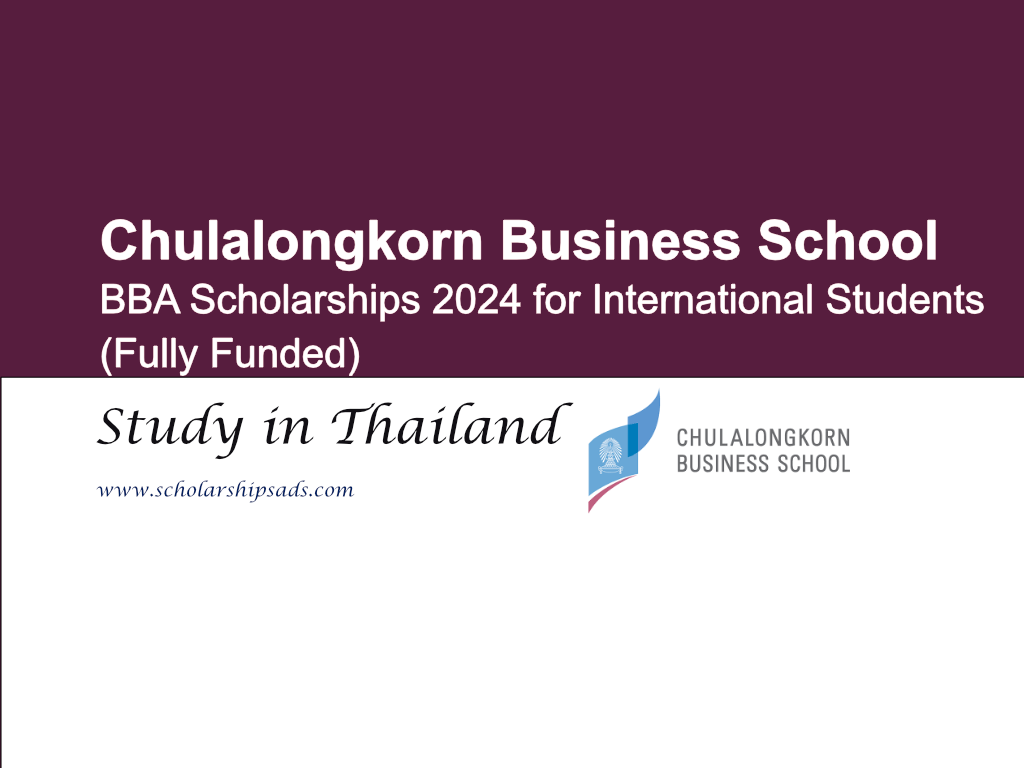 Chulalongkorn Business School
BBA Scholarships 2024 for International Students
(Fully Funded)
Study in Thailand
www.scholarshipsads.com
CHULALONGKORN
BUSINESS SCHOOL